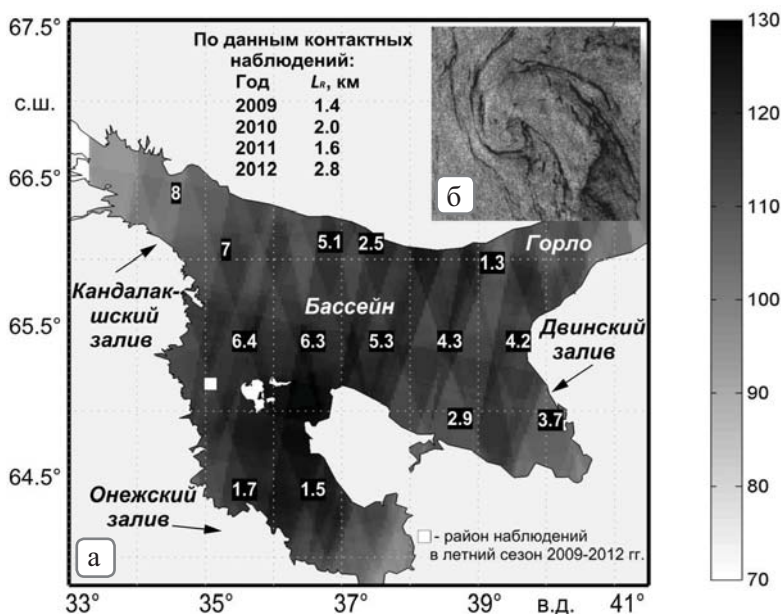 67.5°
с.ш.
66.5°
65.5°
64.5°
По данным контактных
наблюдений:
Год LR, км
2009 1.4
2010 2.0
2011 1.6
2012 2.8
б
130
120
110
100
90
80
70
8
7
5.1
2.5
1.3
Горло
Кандалак-
шский
залив
Бассейн
6.4
6.3
5.3
4.3
4.2
Двинский
залив
2.9
3.7
1.7
1.5
Онежский
залив
- район наблюдений
в летний сезон 2009-2012 гг.
а
33° 35° 37° 39° в.д. 41°